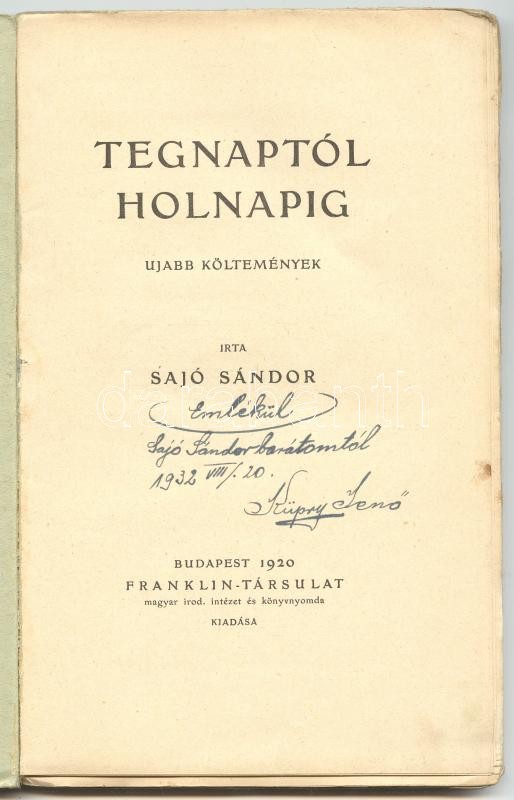 TEGNAPTÓL
HOLNAPIG
UJABB KÖLTEMÉNYEK
IRTA
SAJÓ SÁNDOR
Emlékül
Sajó Sándor barátomtól
1932 VIII/. 20.
Jenő
BUDAPEST 1920
FRANKLIN-TÁRSULAT
magyar irod. intézet és könyvnyomda
KIADÁSA